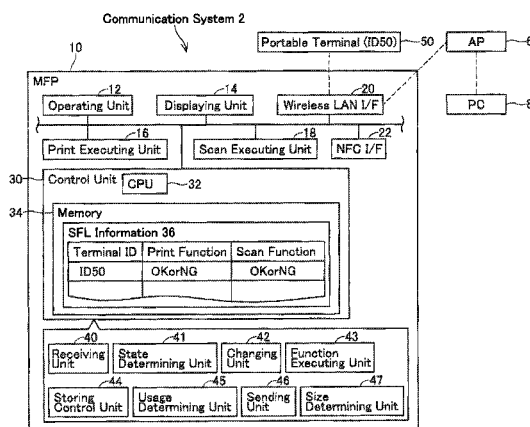 Communication System 2
10
Portable Terminal (ID50)
50
AP
6
MFP
12
14
20
Operating Unit
Displaying Unit
Wireless LAN I/F
PC
8
16
18
22
Print Executing Unit
Scan Executing Unit
NFC I/F
30
Control Unit
CPU
32
34
Memory
SFL Information 36
Terminal ID
Print Function
Scan Function
ID50
OKorNG
OKorNG
40
41
42
43
Receiving Unit
State Determining Unit
Changing Unit
Function Executing Unit
44
45
46
47
Storing Control Unit
Usage Determining Unit
Sending Unit
Size Determining Unit